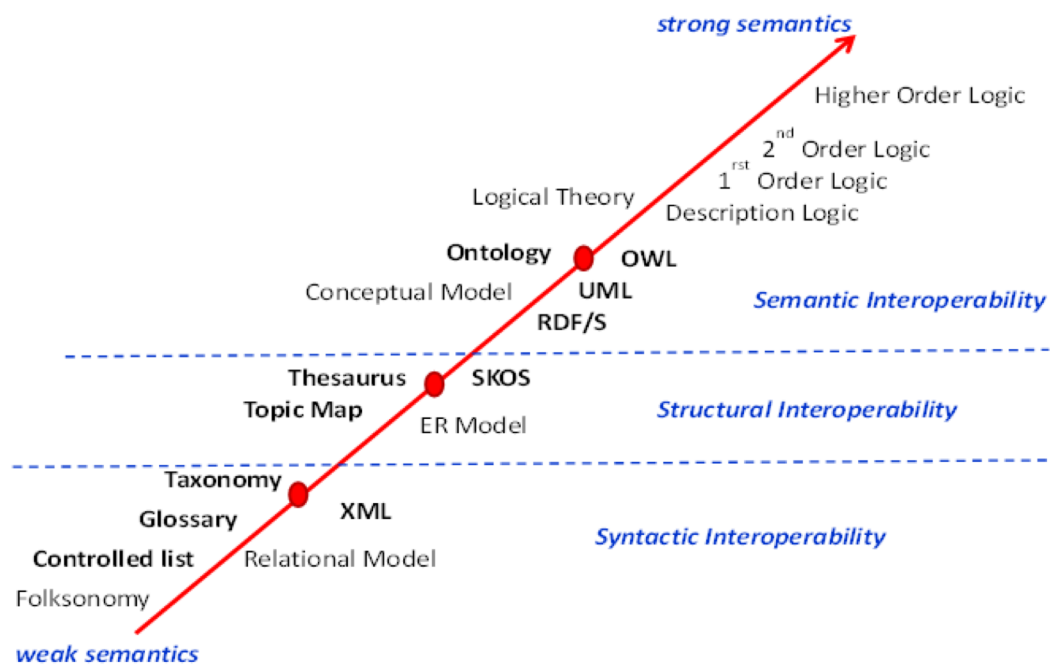 strong semantics
Higher Order Logic
2nd Order Logic
1rst Order Logic
Logical Theory
Description Logic
Ontology OWL
Conceptual Model UML
Semantic Interoperability
RDF/S
Thesaurus SKOS
Topic Map
Structural Interoperability
ER Model
Taxonomy
Glossary XML
Syntactic Interoperability
Controlled list Relational Model
Folksonomy
weak semantics